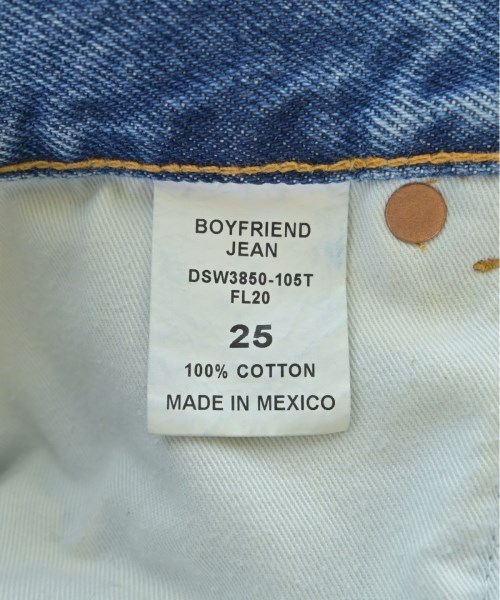 BOYFRIEND
JEAN
DSW3850-105T
FL20
25
100% COTTON
MADE IN MEXICO